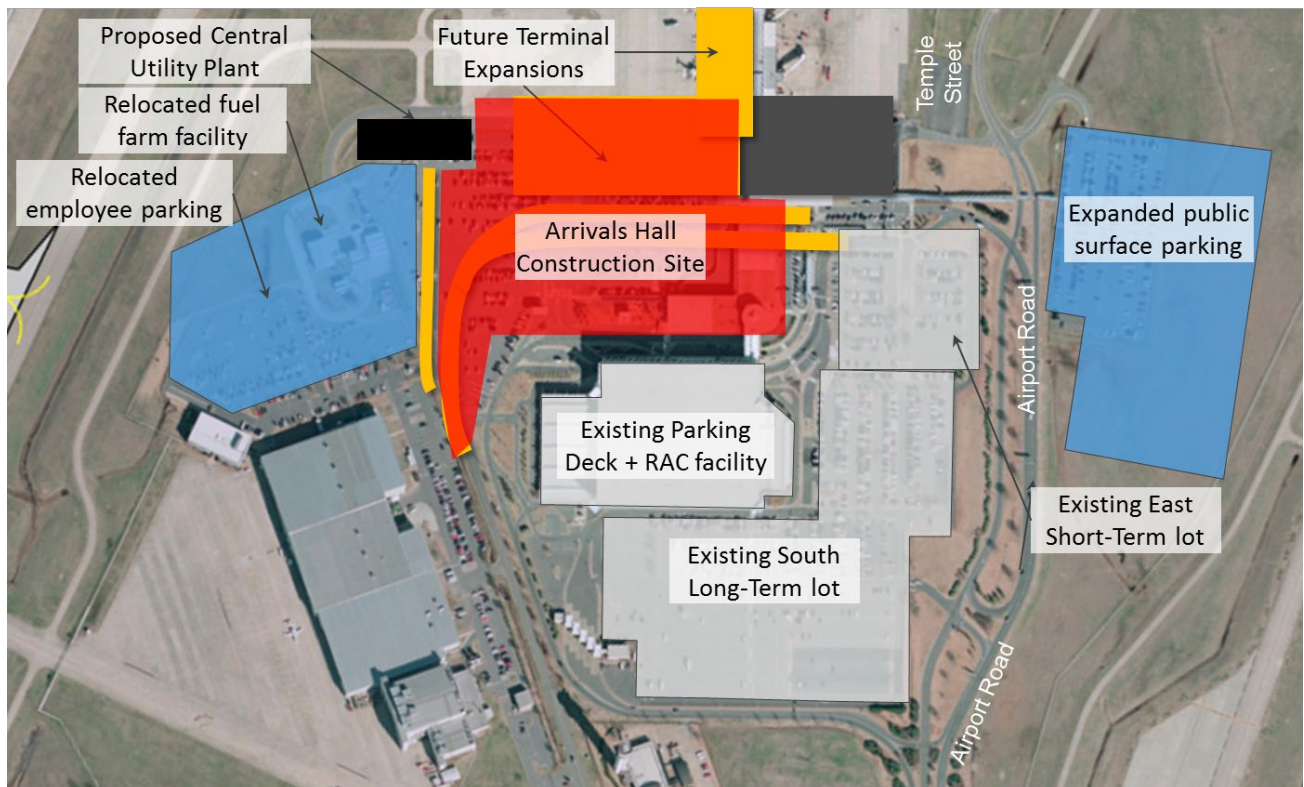 Proposed Central
Utility Plant
Future Terminal
Expansions
Temple
Street
Relocated fuel
farm facility
Relocated
employee parking
Arrivals Hall
Construction Site
Expanded public
surface parking
Airport Road
Existing Parking
Deck + RAC facility
Existing East
Short-Term lot
Existing South
Long-Term lot
Airport Road